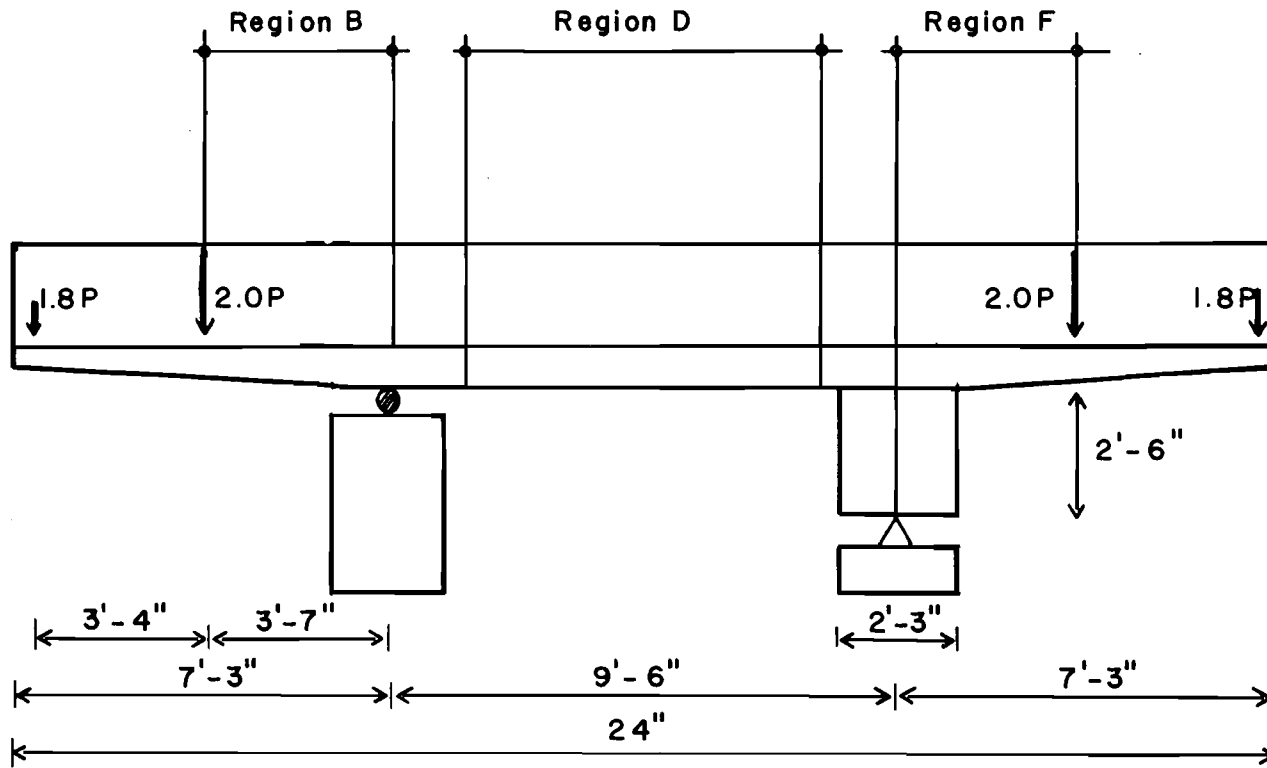 Region B Region D Region F
1.8P 2.0P 2.0P 1.8P
2'-6"
3'-4" 3'-7" 2'-3"
7'-3" 9'-6" 7'-3"
24"